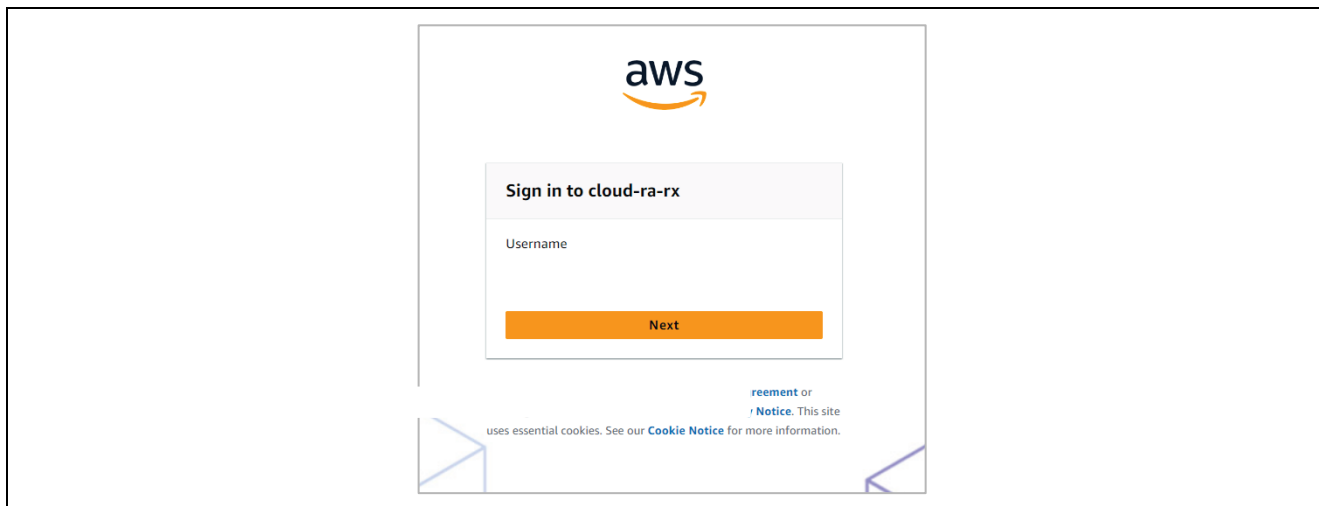 aws
Sign in to cloud-ra-rx
Username
Next
reement or
Notice. This site
uses essential cookies. See our Cookie Notice for more information.